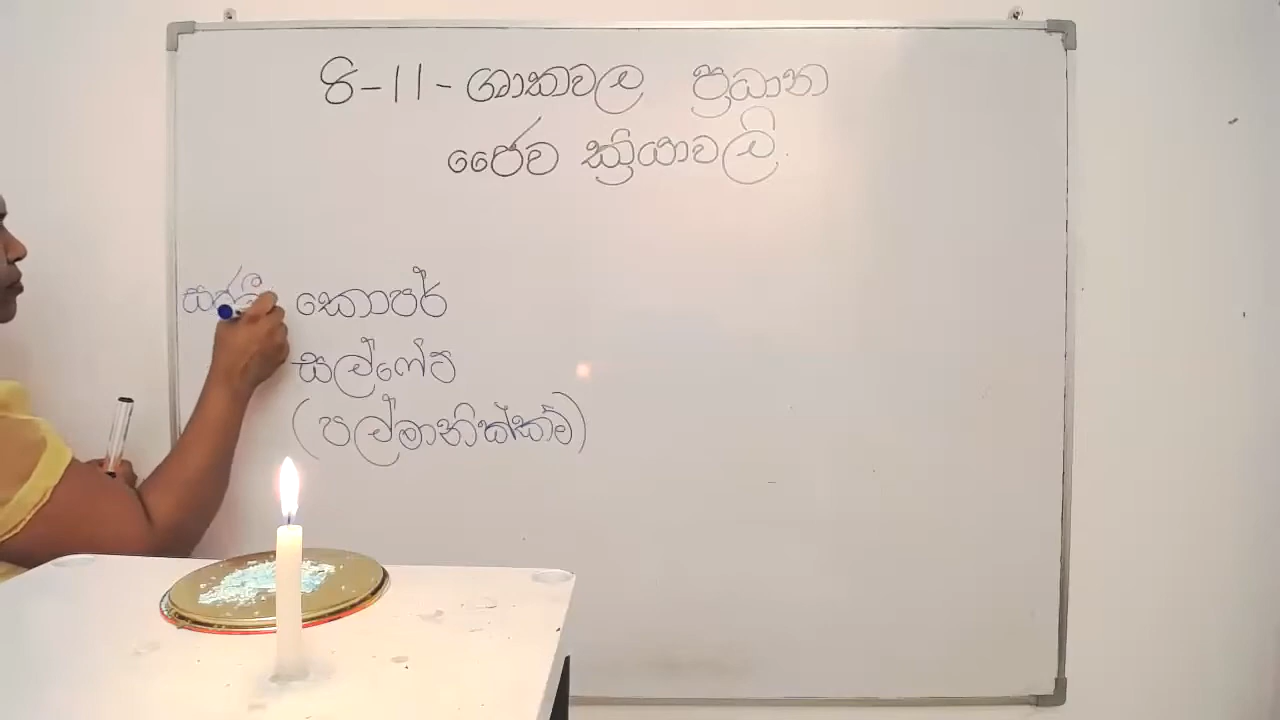 8-11- ශාකවල ප්‍රධාන
ජෛව ක්‍රියාවලි.
කොපර්
සල්ෆේට්
(පල්මානික්කම්)